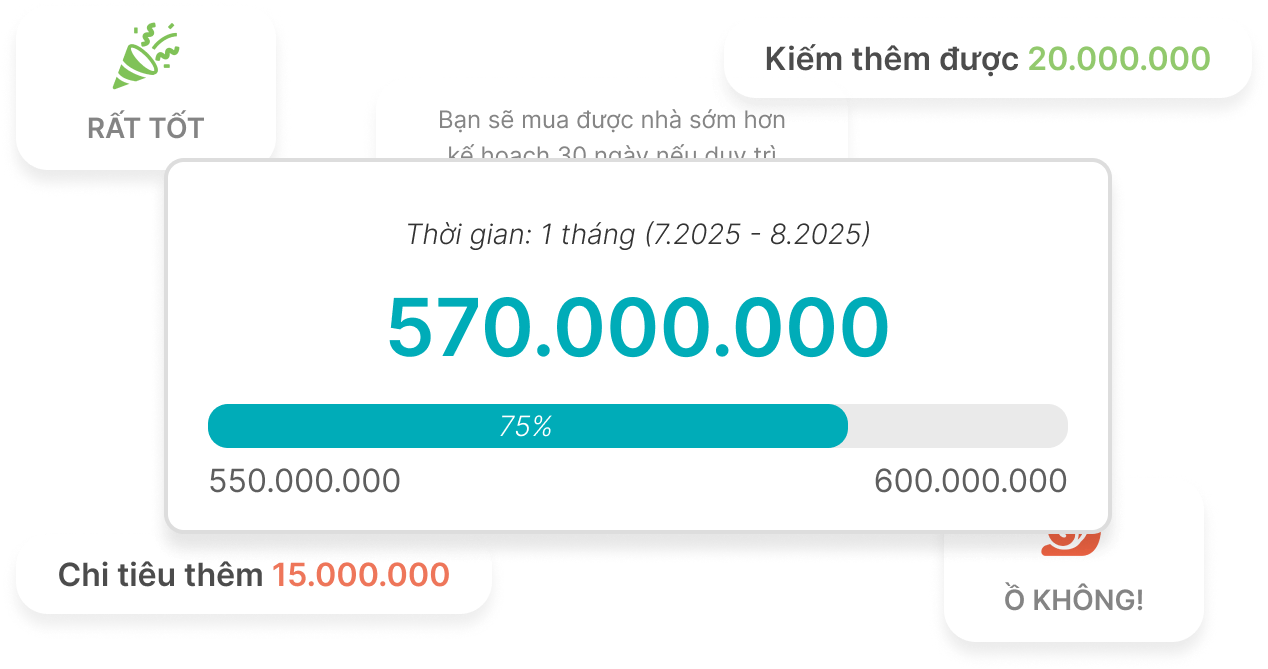 Kiếm thêm được 20.000.000
RẤT TỐT
Bạn sẽ mua được nhà sớm hơn
kế hoạch 30 ngày nếu duy trì
Thời gian: 1 tháng (7.2025 - 8.2025)
570.000.000
75%
550.000.000
600.000.000
Chi tiêu thêm 15.000.000
Ồ KHÔNG!